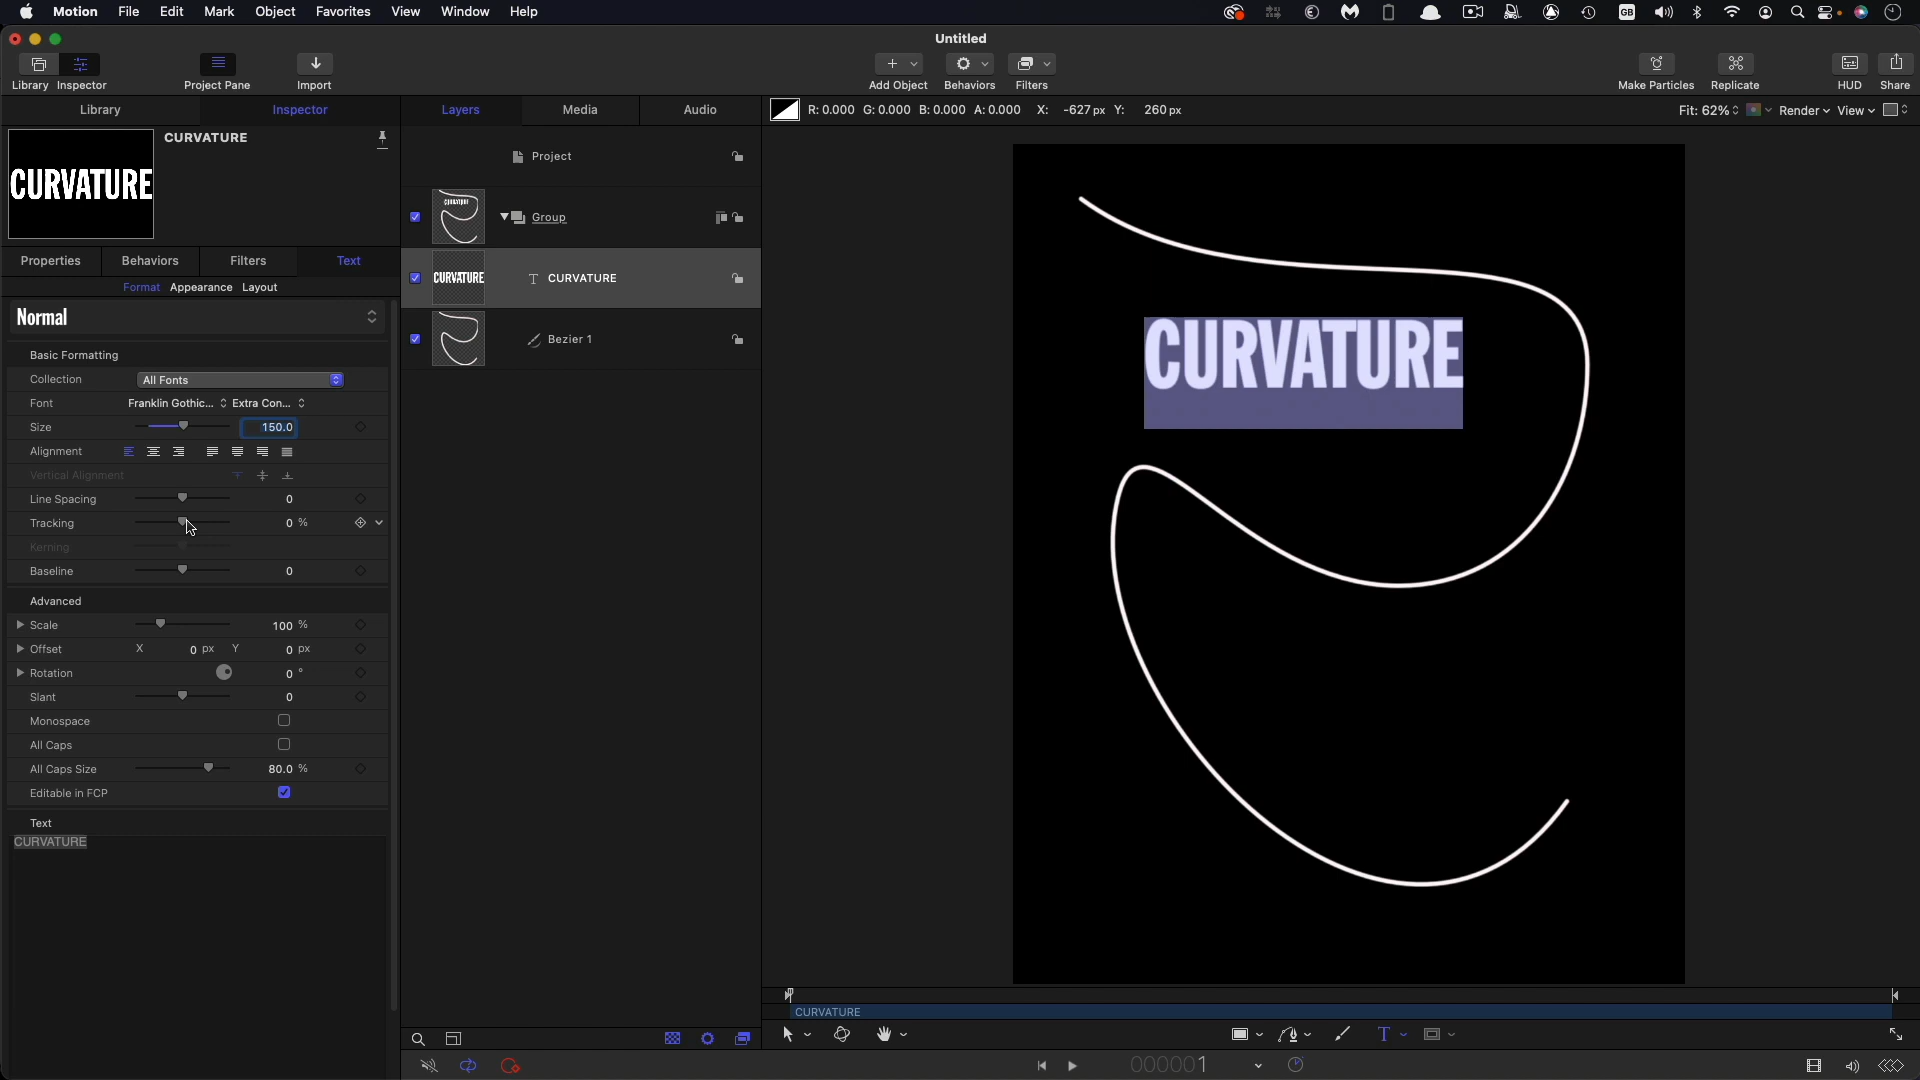 Motion File Edit Mark Object Favorites View Window Help
GB
Untitled
Library Inspector Project Pane Import Add Object Behaviors Filters Make Particles Replicate HUD Share
Library Inspector Layers Media Audio R: 0.000 G: 0.000 B: 0.000 A: 0.000 X: -627 px Y: 260 px Fit: 62% Render View
CURVATURE
CURVATURE
Project
Group
CURVATURE
Properties Behaviors Filters Text
CURVATURE
CURVATURE
Format Appearance Layout
Normal
Bezier 1
CURVATURE
Basic Formatting
Collection All Fonts
Font Franklin Gothic... Extra Con...
Size 150.0
Alignment
Vertical Alignment
Line Spacing 0
Tracking 0 %
Kerning
Baseline 0
Advanced
Scale 100 %
Offset X 0 px Y 0 px
Rotation 0 °
Slant 0
Monospace
All Caps
All Caps Size 80.0 %
Editable in FCP
Text
CURVATURE
CURVATURE
T
000001